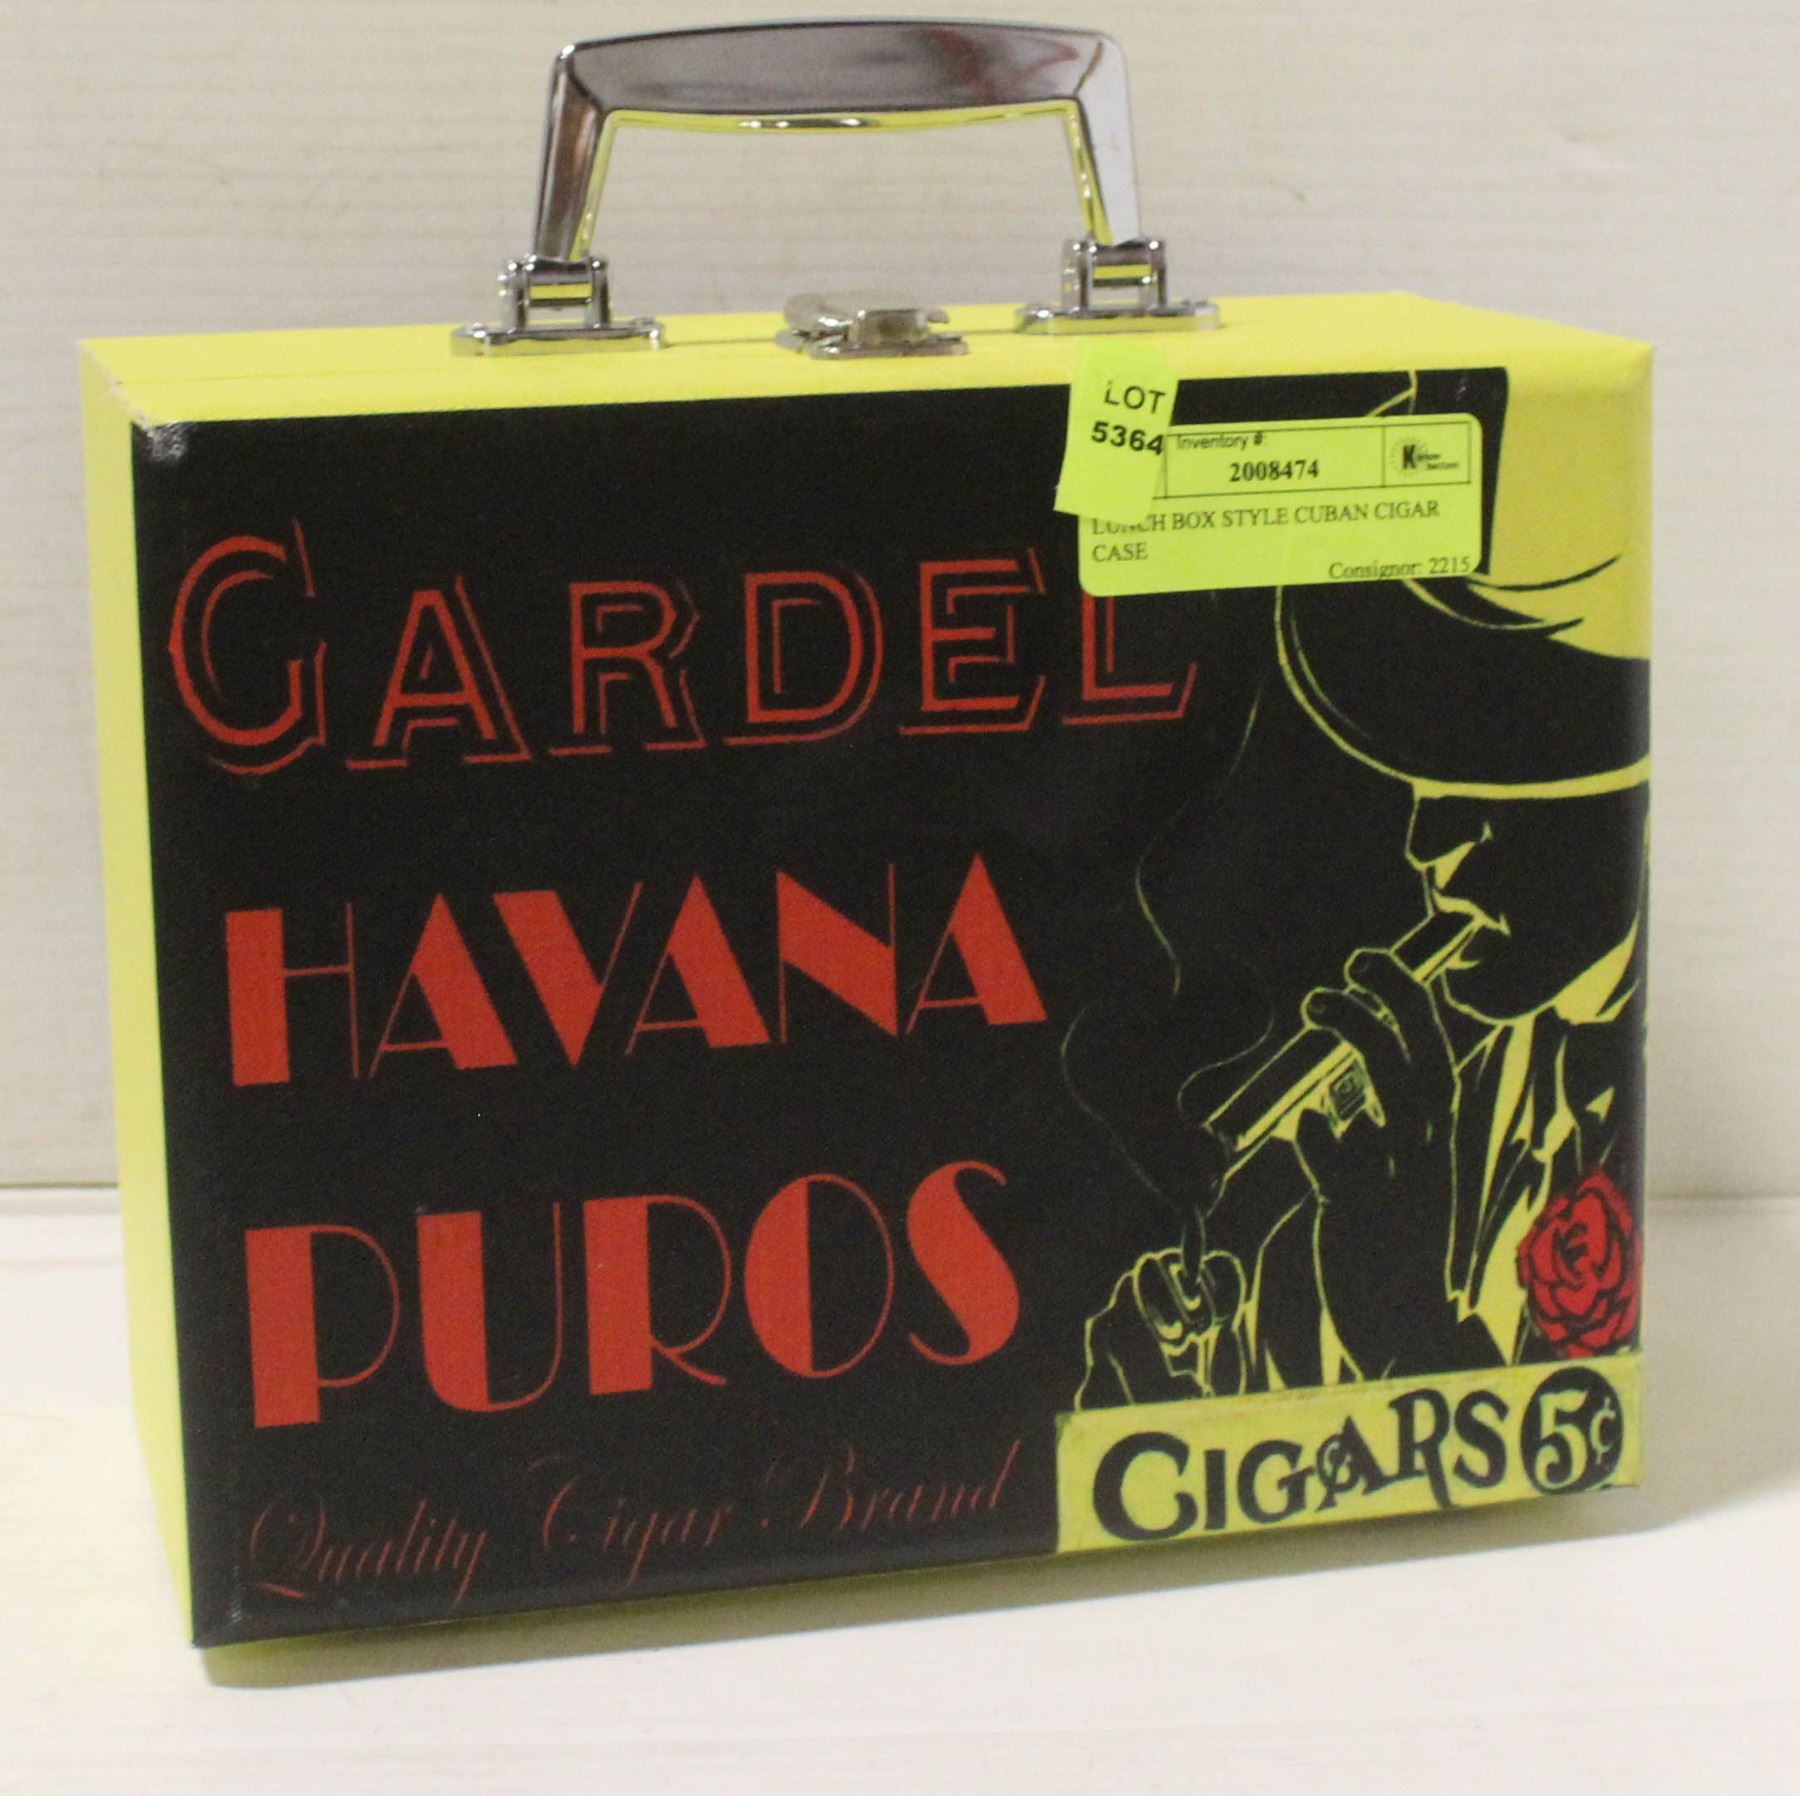 LOT
5364
Inventory #:
2008474
LUNCH BOX STYLE CUBAN CIGAR
CASE
Consignor: 2215
GARDEL
HAVANA
PUROS
Quality Cigar Brand
CIGARS 5¢